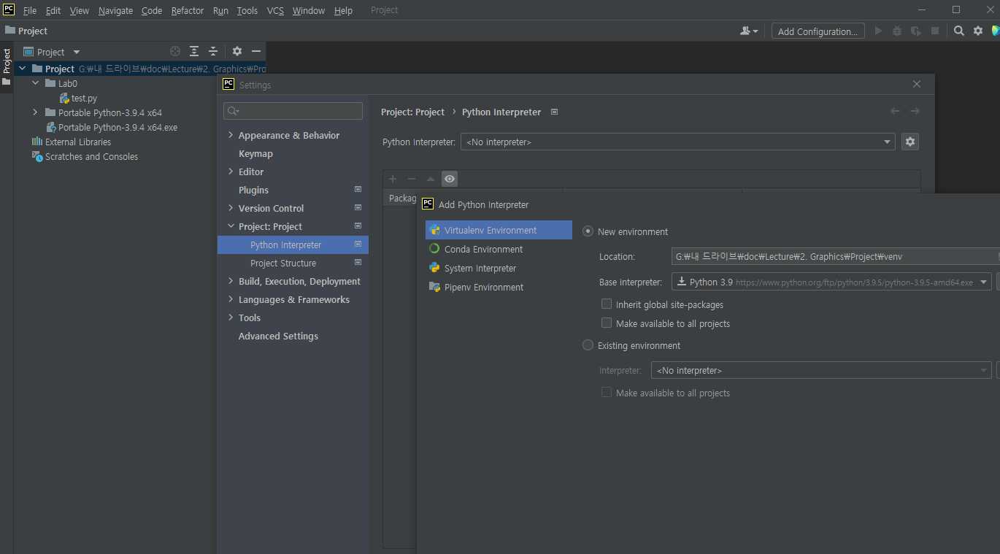 PC File Edit View Navigate Code Refactor Run Tools VCS Window Help Project
Project Add Configuration...
Project
Project
Project G:₩내 드라이브₩doc₩Lecture₩2. Graphics₩Pro
Lab0
test.py
Portable Python-3.9.4 x64
Portable Python-3.9.4 x64.exe
External Libraries
Scratches and Consoles
PC Settings
Appearance & Behavior
Keymap
Editor
Plugins
Version Control
Project: Project
Python Interpreter
Project Structure
Build, Execution, Deployment
Languages & Frameworks
Tools
Advanced Settings
Project: Project › Python Interpreter
Python Interpreter: <No interpreter>
Packag
PC Add Python Interpreter
Virtualenv Environment
Conda Environment
System Interpreter
Pipenv Environment
New environment
Location: G:₩내 드라이브₩doc₩Lecture₩2. Graphics₩Project₩venv
Base interpreter: Python 3.9 https://www.python.org/ftp/python/3.9.5/python-3.9.5-amd64.exe
Inherit global site-packages
Make available to all projects
Existing environment
Interpreter: <No interpreter>
Make available to all projects